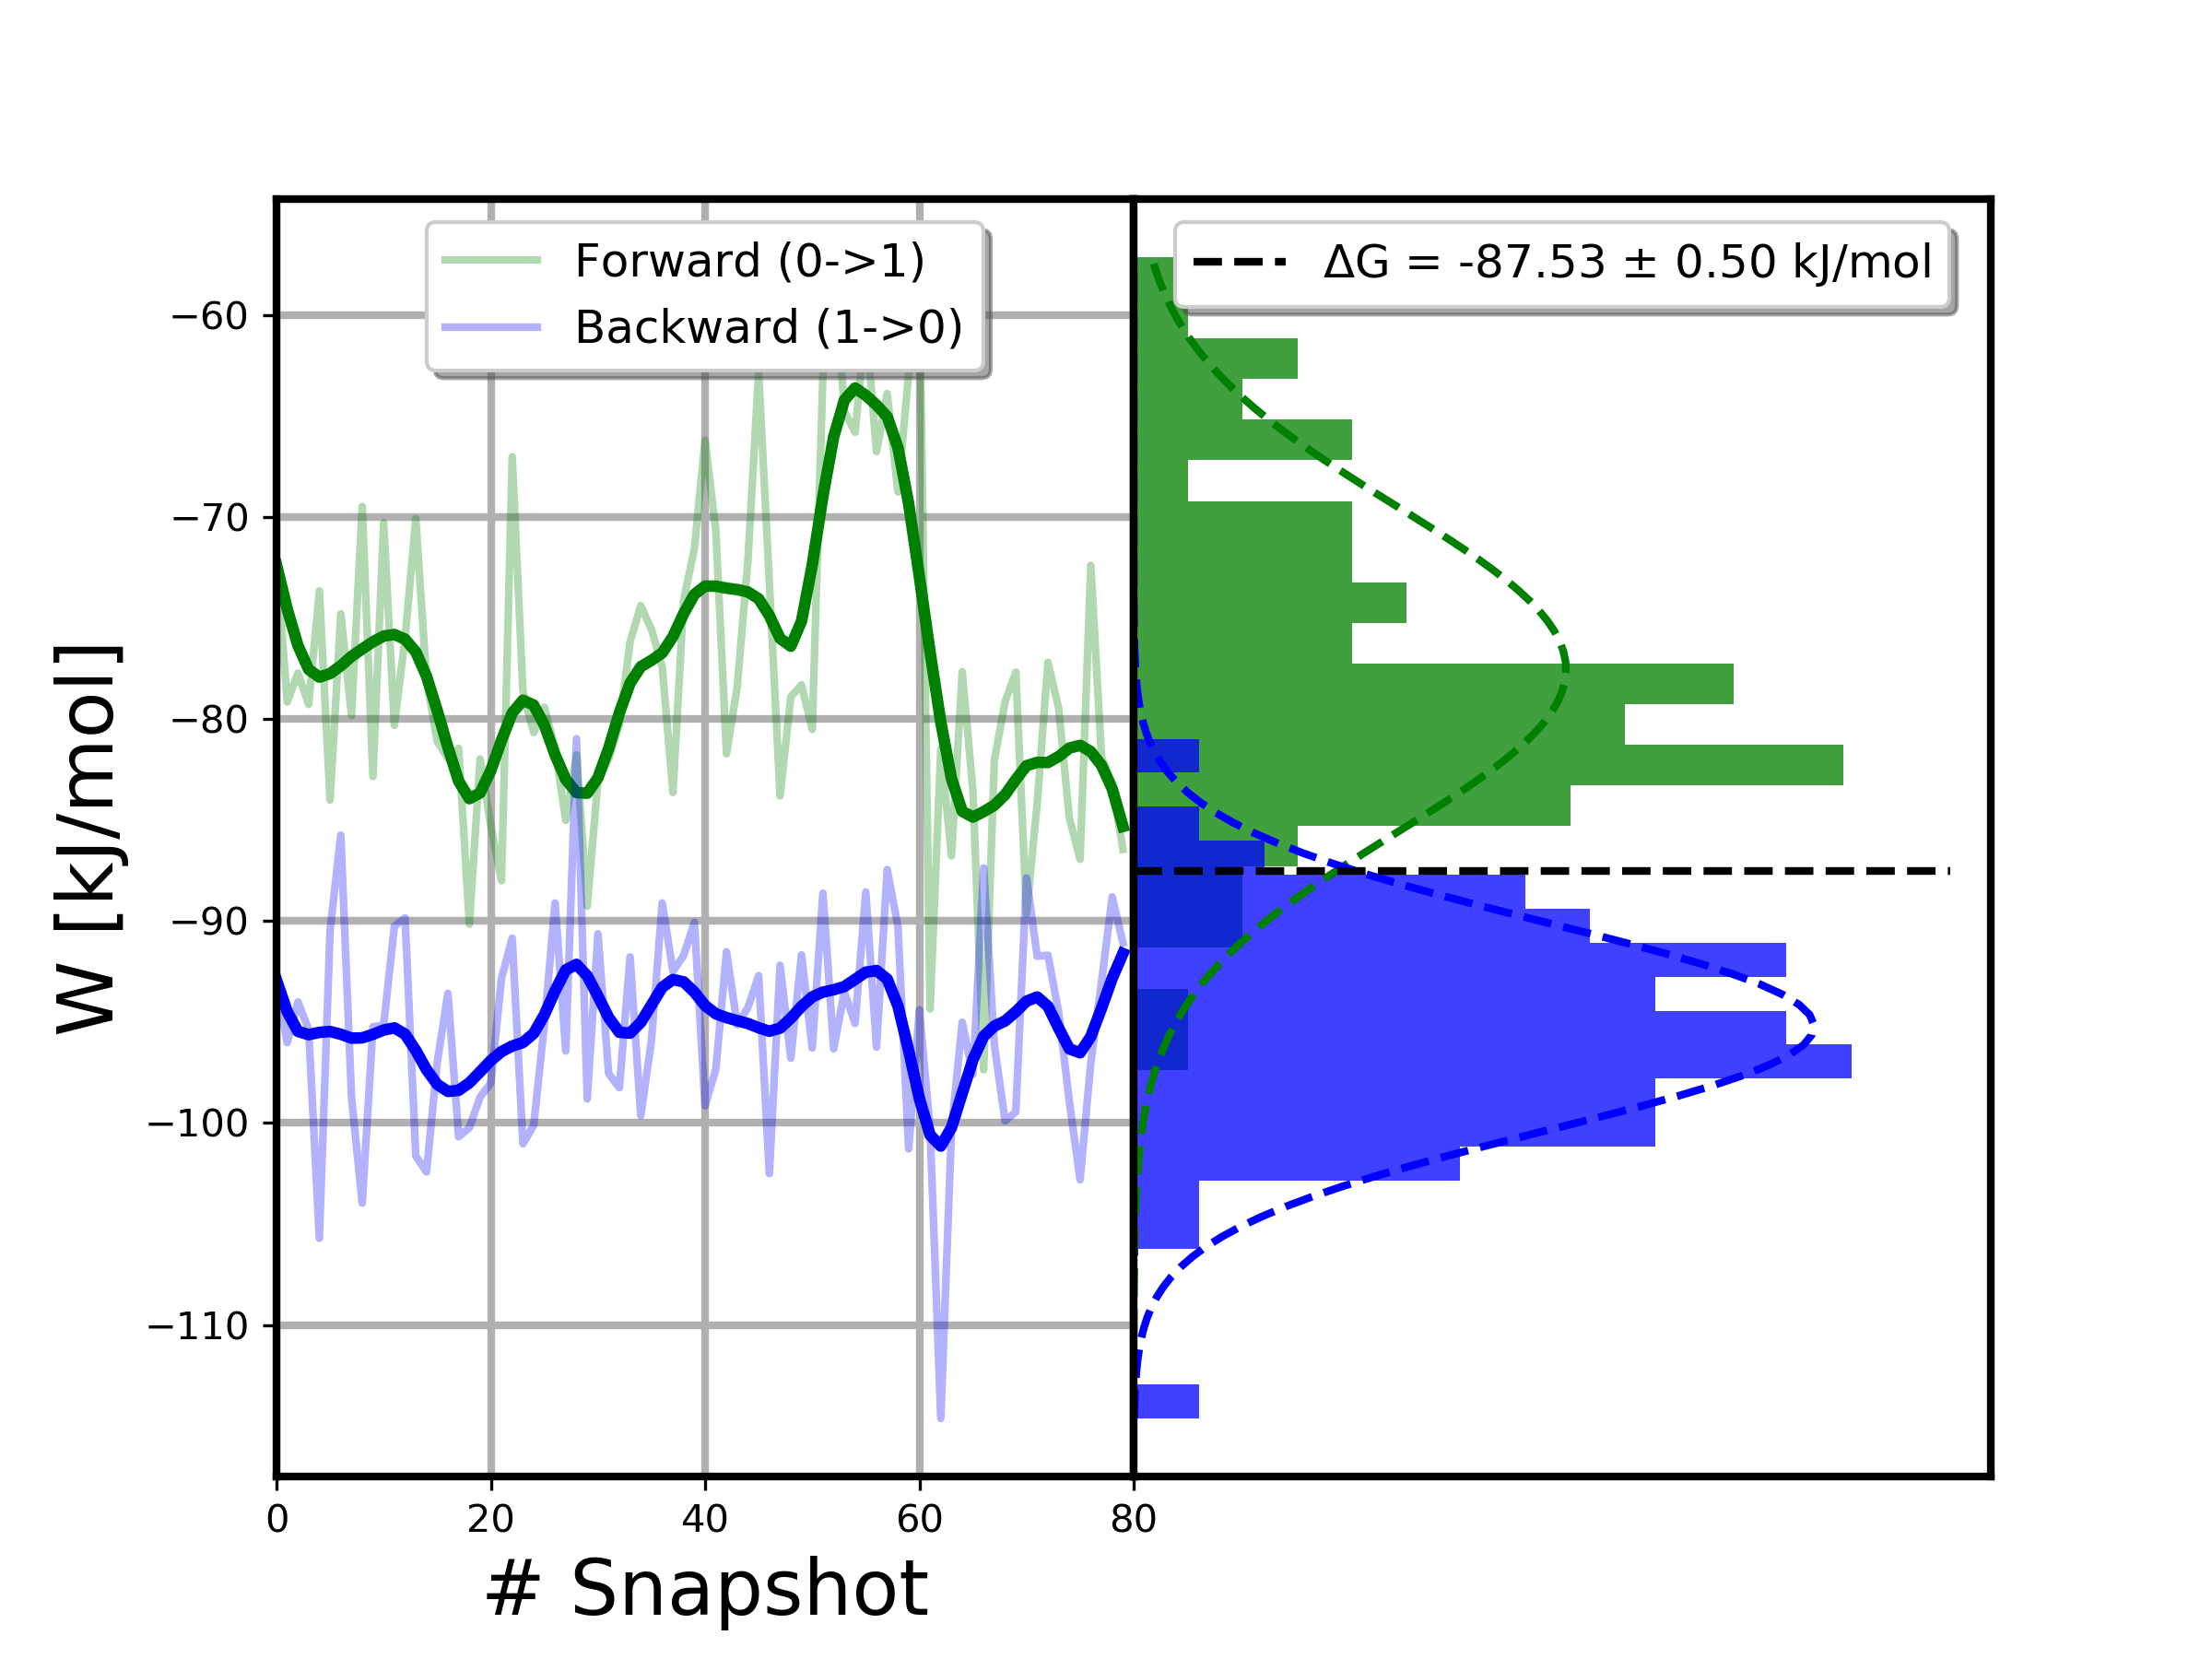 Forward (0->1)
Backward (1->0)
ΔG = -87.53 ± 0.50 kJ/mol
W [kJ/mol]
−60
−70
−80
−90
−100
−110
0 20 40 60 80
# Snapshot